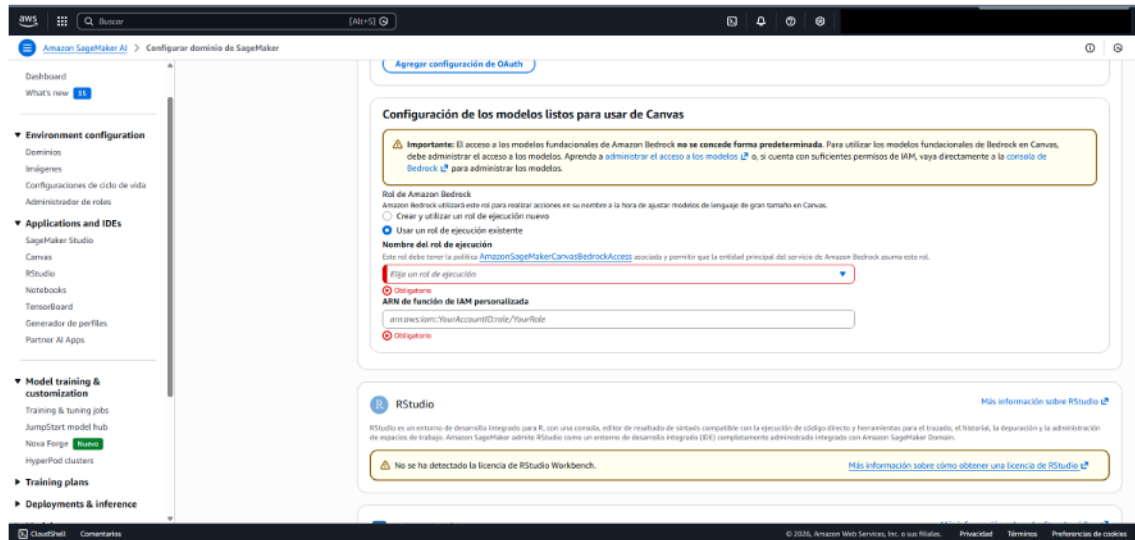 aws
Buscar
[Alt+S]
Amazon SageMaker AI > Configurar dominio de SageMaker
Dashboard
What's new 35
Environment configuration
Dominios
Imágenes
Configuraciones de ciclo de vida
Administrador de roles
Applications and IDEs
SageMaker Studio
Canvas
RStudio
Notebooks
TensorBoard
Generador de perfiles
Partner AI Apps
Model training &
customization
Training & tuning jobs
JumpStart model hub
Nova Forge Nuevo
HyperPod clusters
Training plans
Deployments & inference
Agregar configuración de OAuth
Configuración de los modelos listos para usar de Canvas
Importante: El acceso a los modelos fundacionales de Amazon Bedrock no se concede forma predeterminada. Para utilizar los modelos fundacionales de Bedrock en Canvas,
debe administrar el acceso a los modelos. Aprenda a administrar el acceso a los modelos o, si cuenta con suficientes permisos de IAM, vaya directamente a la consola de
Bedrock para administrar los modelos.
Rol de Amazon Bedrock
Amazon Bedrock utilizará este rol para realizar acciones en su nombre a la hora de ajustar modelos de lenguaje de gran tamaño en Canvas.
Crear y utilizar un rol de ejecución nuevo
Usar un rol de ejecución existente
Nombre del rol de ejecución
Este rol debe tener la política AmazonSageMakerCanvasBedrockAccess asociada y permitir que la entidad principal del servicio de Amazon Bedrock asuma este rol.
Elije un rol de ejecución
Obligatorio
ARN de función de IAM personalizada
arn:aws:iam::YourAccountID:role/YourRole
Obligatorio
R RStudio
Más información sobre RStudio
RStudio es un entorno de desarrollo integrado para R, con una consola, editor de resaltado de sintaxis compatible con la ejecución de código directo y herramientas para el trazado, el historial, la depuración y la administración
de espacios de trabajo. Amazon SageMaker admite RStudio como un entorno de desarrollo integrado (IDE) completamente administrado integrado con Amazon SageMaker Domain.
No se ha detectado la licencia de RStudio Workbench.
Más información sobre cómo obtener una licencia de RStudio
CloudShell Comentarios
© 2026, Amazon Web Services, Inc. o sus filiales. Privacidad Términos Preferencias de cookies